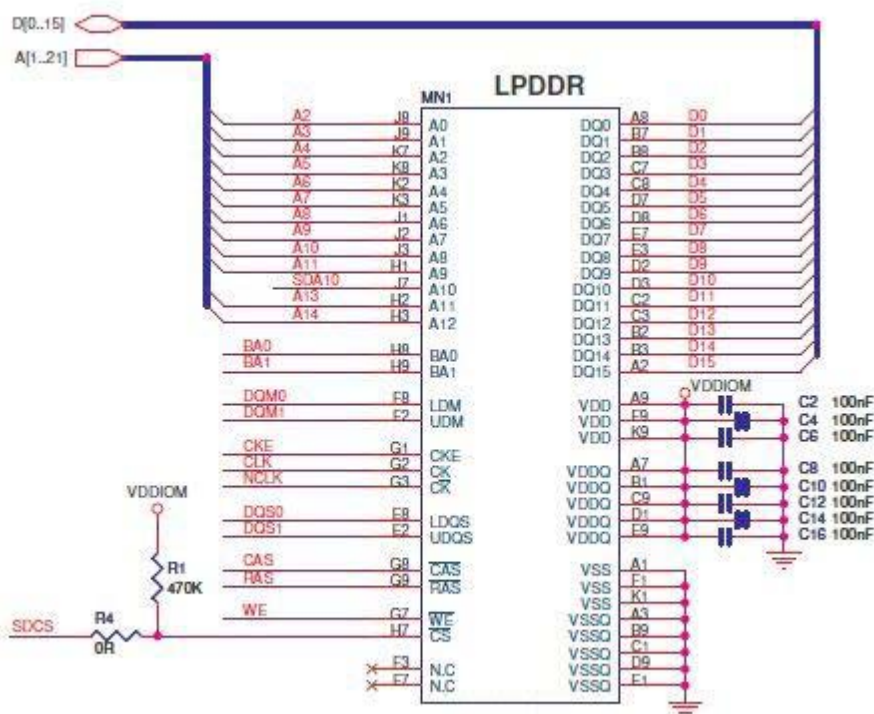 D[0..15]
A[1..21]
LPDDR
MN1
A2 J8 A0 DQ0 A8 D0
A3 J9 A1 DQ1 B7 D1
A4 K7 A2 DQ2 B8 D2
A5 K8 A3 DQ3 C7 D3
A6 K2 A4 DQ4 C8 D4
A7 K3 A5 DQ5 D7 D5
A8 J1 A6 DQ6 D8 D6
A9 J2 A7 DQ7 E7 D7
A10 J3 A8 DQ8 E3 D8
A11 H1 A9 DQ9 D2 D9
SDA10 J7 A10 DQ10 D3 D10
A13 H2 A11 DQ11 C2 D11
A14 H3 A12 DQ12 C3 D12
DQ13 B2 D13
BA0 H8 BA0 DQ14 B3 D14
BA1 H9 BA1 DQ15 A2 D15
VDDIOM
DQM0 F8 LDM VDD A9 C2 100nF
DQM1 F2 UDM VDD F9 C4 100nF
VDD K9 C6 100nF
CKE G1 CKE
CLK G2 CK VDDQ A7 C8 100nF
NCLK G3 CK VDDQ B1 C10 100nF
VDDIOM
VDDQ C9 C12 100nF
DQS0 E8 LDQS VDDQ D1 C14 100nF
DQS1 E2 UDQS VDDQ E9 C16 100nF
R1
470K
CAS G8 CAS VSS A1
RAS G9 RAS VSS F1
VSS K1
WE G7 WE VSSQ A3
SDCS R4 H7 CS VSSQ B9
0R
VSSQ C1
F3 N.C VSSQ D9
F7 N.C VSSQ E1